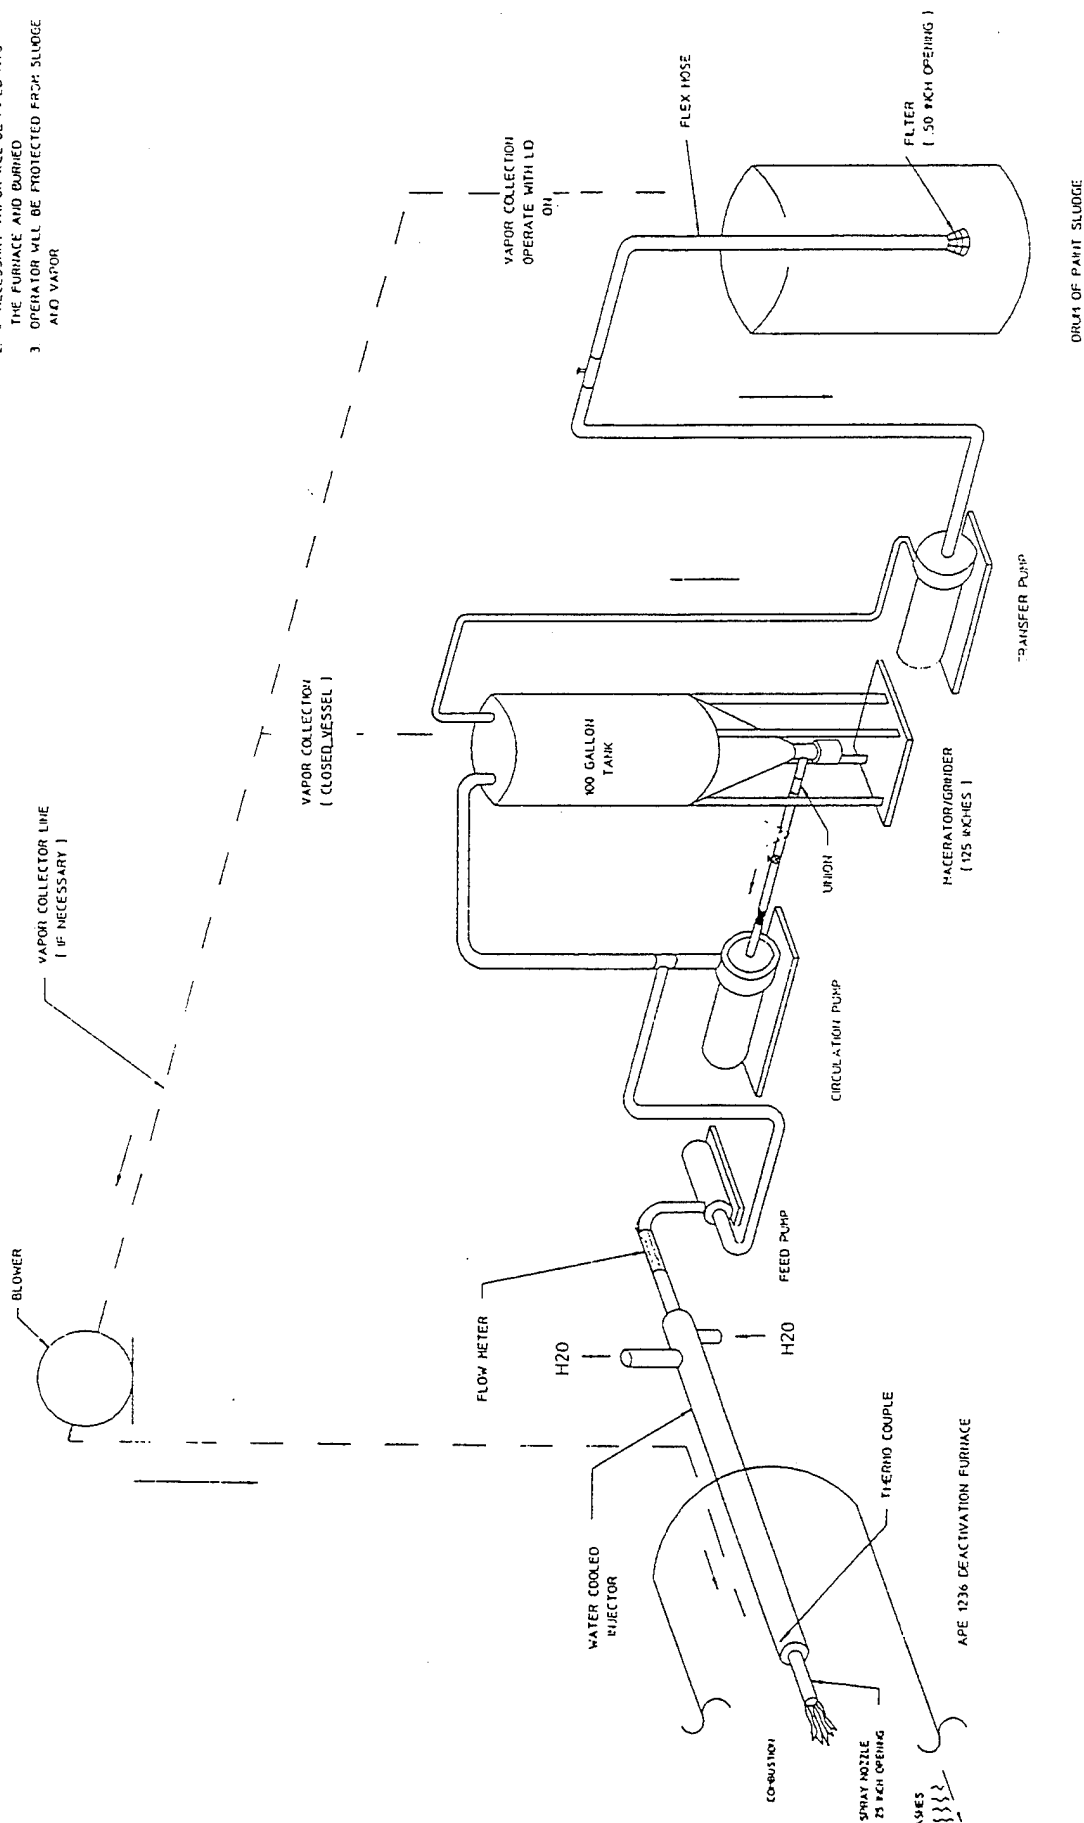 THE FURNACE AND BURNED
3. OPERATOR WILL BE PROTECTED FROM SLUDGE
AND VAPOR
BLOWER
VAPOR COLLECTOR LINE
[ IF NECESSARY ]
VAPOR COLLECTION
[ CLOSED VESSEL ]
VAPOR COLLECTION
OPERATE WITH LID
ON
FLEX HOSE
FILTER
[ .50 INCH OPENING ]
DRUM OF PAINT SLUDGE
TRANSFER PUMP
100 GALLON
TANK
MACERATOR/GRINDER
[ 125 INCHES ]
UNION
CIRCULATION PUMP
FEED PUMP
FLOW METER
H20
H20
WATER COOLED
INJECTOR
THERMO COUPLE
APE 1236 DEACTIVATION FURNACE
COMBUSTION
SPRAY NOZZLE
25 INCH OPENING